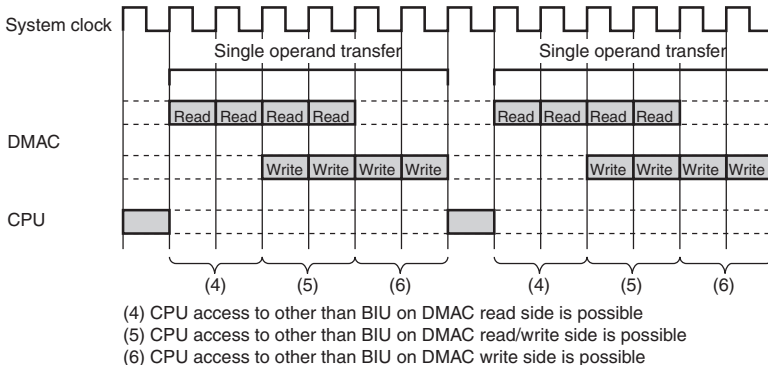 System clock
Single operand transfer Single operand transfer
Read Read Read Read Read Read Read Read
DMAC
Write Write Write Write Write Write Write Write
CPU
(4) (5) (6) (4) (5) (6)
(4) CPU access to other than BIU on DMAC read side is possible
(5) CPU access to other than BIU on DMAC read/write side is possible
(6) CPU access to other than BIU on DMAC write side is possible